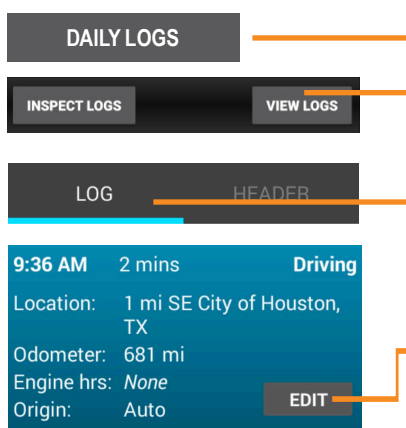 DAILY LOGS
INSPECT LOGS VIEW LOGS
LOG HEADER
9:36 AM 2 mins Driving
Location: 1 mi SE City of Houston,
TX
Odometer: 681 mi
Engine hrs: None
Origin: Auto EDIT